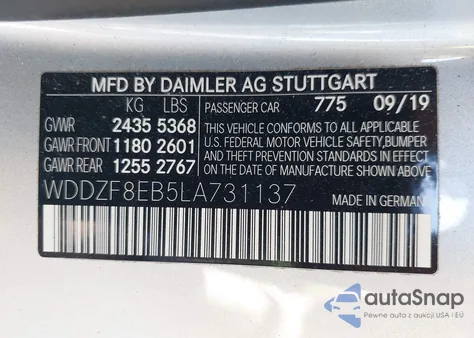 MFD BY DAIMLER AG STUTTGART
KG LBS PASSENGER CAR 775 09/19
GVWR 2435 5368
GAWR FRONT 1180 2601
GAWR REAR 1255 2767
THIS VEHICLE CONFORMS TO ALL APPLICABLE
U.S. FEDERAL MOTOR VEHICLE SAFETY, BUMPER
AND THEFT PREVENTION STANDARDS IN EFFECT
ON THE DATE OF MANUFACTURE SHOWN ABOVE
WDDZF8EB5LA731137 MADE IN GERMANY
autoSnap
Pewne auta z aukcji USA i EU